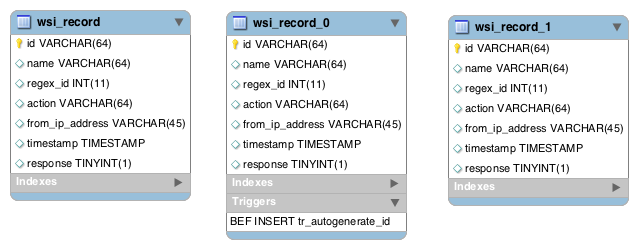 wsi_record
id VARCHAR(64)
name VARCHAR(64)
regex_id INT(11)
action VARCHAR(64)
from_ip_address VARCHAR(45)
timestamp TIMESTAMP
response TINYINT(1)
Indexes
wsi_record_0
id VARCHAR(64)
name VARCHAR(64)
regex_id INT(11)
action VARCHAR(64)
from_ip_address VARCHAR(45)
timestamp TIMESTAMP
response TINYINT(1)
Indexes
Triggers
BEF INSERT tr_autogenerate_id
wsi_record_1
id VARCHAR(64)
name VARCHAR(64)
regex_id INT(11)
action VARCHAR(64)
from_ip_address VARCHAR(45)
timestamp TIMESTAMP
response TINYINT(1)
Indexes